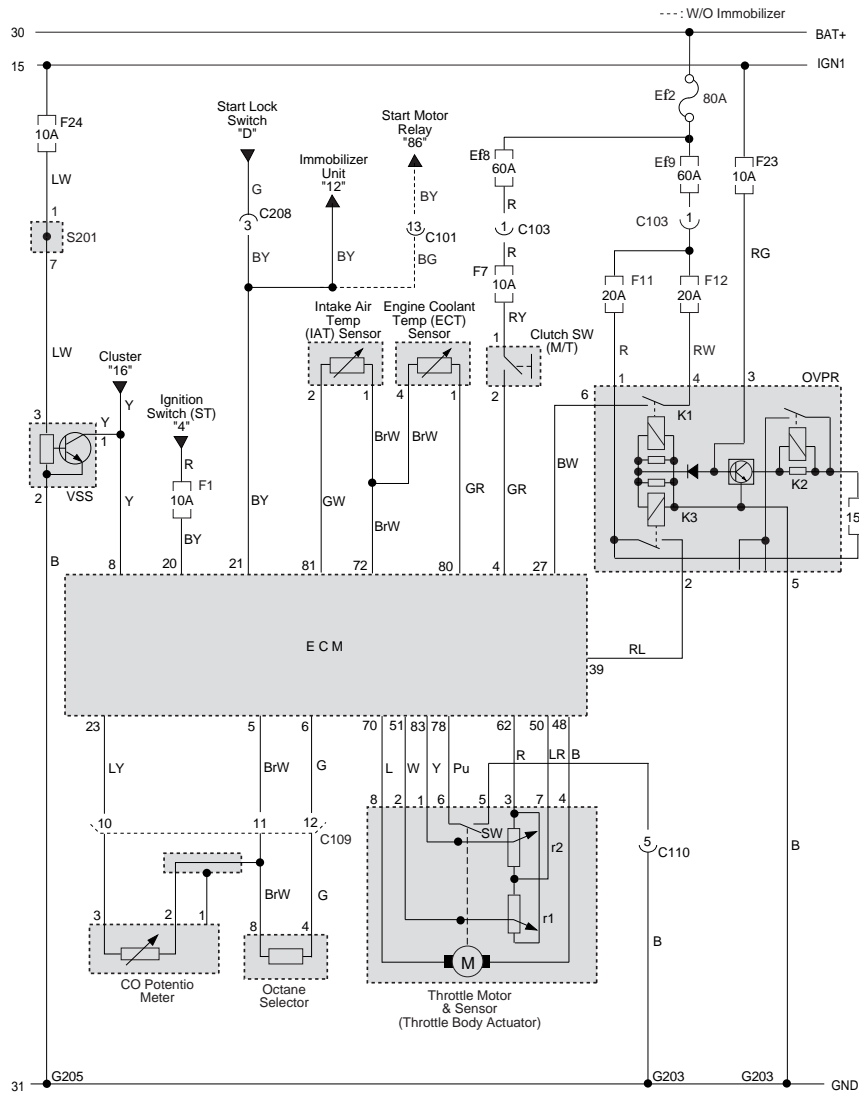 ---- : W/O Immobilizer
30
BAT+
15
IGN1
Ef2
80A
F24
10A
Start Lock
Switch
"D"
Start Motor
Relay
"86"
Immobilizer
Unit
"12"
Ef8
60A
Ef9
60A
F23
10A
LW
G
BY
R
1
S201
7
3
C208
13
C101
1
C103
C103
1
BY
BY
BG
R
RG
F7
10A
F11
20A
F12
20A
Intake Air
Temp
(IAT) Sensor
Engine Coolant
Temp (ECT)
Sensor
RY
Clutch SW
(M/T)
LW
Cluster
"16"
1
R
RW
2
1
4
1
2
6
1
4
3
OVPR
Ignition
Switch (ST)
"4"
K1
3
Y
Y
1
BrW
BrW
BW
R
K2
2
VSS
F1
10A
GR
GR
K3
15
Y
BY
GW
BrW
B
BY
8
20
21
81
72
80
4
27
2
5
ECM
RL
39
23
5
6
70
51
83
78
62
50
48
LY
BrW
G
L
W
Y
Pu
R
LR
B
10
11
12
C109
8
2
1
6
5
3
7
4
SW
r2
5
C110
B
BrW
G
3
2
1
8
4
r1
B
M
CO Potentio
Meter
Octane
Selector
Throttle Motor
& Sensor
(Throttle Body Actuator)
31
G205
G203
G203
GND